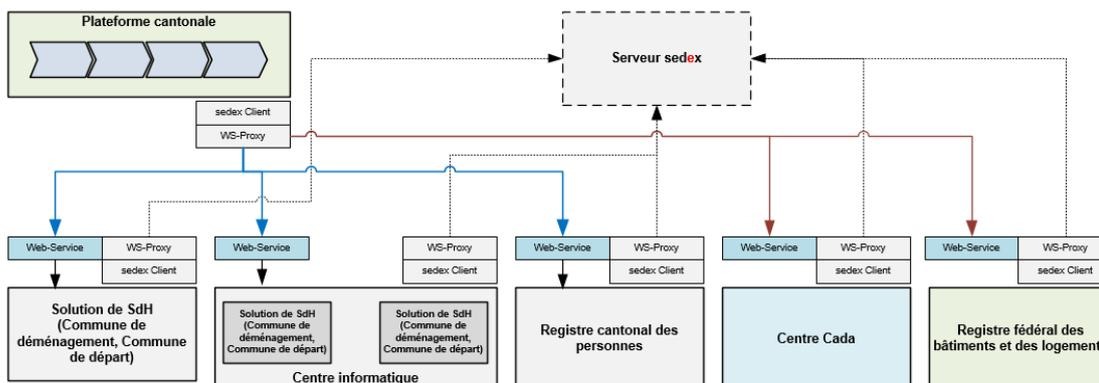 Plateforme cantonale
Serveur sedex
sedex Client
WS-Proxy
Web-Service
WS-Proxy
sedex Client
Web-Service
WS-Proxy
sedex Client
Web-Service
WS-Proxy
sedex Client
Web-Service
WS-Proxy
sedex Client
Web-Service
WS-Proxy
sedex Client
Solution de SdH
(Commune de
déménagement, Commune
de départ)
Solution de SdH
(Commune de
déménagement,
Commune de départ)
Solution de SdH
(Commune de
déménagement,
Commune de départ)
Centre informatique
Registre cantonal des
personnes
Centre Cada
Registre fédéral des
bâtiments et des logement